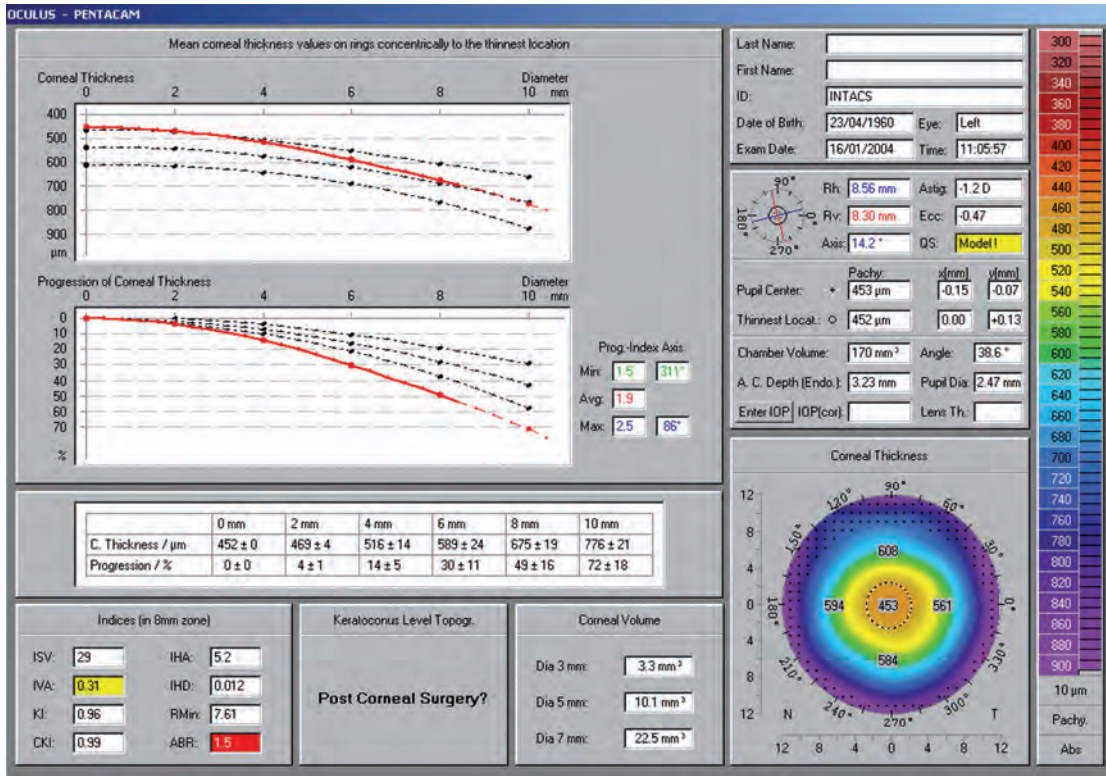 OCULUS - PENTACAM
Mean corneal thickness values on rings concentrically to the thinnest location
Corneal Thickness
Diameter
0 2 4 6 8 10 mm
400
500
600
700
800
900
µm
Progression of Corneal Thickness
Diameter
0 2 4 6 8 10 mm
0
10
20
30
40
50
60
70
%
Prog.-Index Axis
Min: 1.5 311°
Avg: 1.9
Max: 2.5 86°
0 mm 2 mm 4 mm 6 mm 8 mm 10 mm
C. Thickness / µm 452 ± 0 469 ± 4 516 ± 14 589 ± 24 675 ± 19 776 ± 21
Progression / % 0 ± 0 4 ± 1 14 ± 5 30 ± 11 49 ± 16 72 ± 18
Indices (in 8mm zone)
ISV: 29 IHA: 5.2
IVA: 0.31 IHD: 0.012
KI: 0.96 RMin: 7.61
CKI: 0.99 ABR: 1.5
Keratoconus Level Topogr.
Post Corneal Surgery?
Corneal Volume
Dia 3 mm: 3.3 mm³
Dia 5 mm: 10.1 mm³
Dia 7 mm: 22.5 mm³
Last Name:
First Name:
ID: INTACS
Date of Birth: 23/04/1960 Eye: Left
Exam Date: 16/01/2004 Time: 11:05:57
90°
180°
0°
270°
Rh: 8.56 mm Astig: -1.2 D
Rv: 8.30 mm Ecc: -0.47
Axis: 14.2° QS: Model !
Pachy: x[mm] y[mm]
Pupil Center: + 453 µm -0.15 -0.07
Thinnest Locat.: O 452 µm 0.00 +0.13
Chamber Volume: 170 mm³ Angle: 38.6°
A. C. Depth (Endo.): 3.23 mm Pupil Dia: 2.47 mm
Enter IOP IOP(cor): Lens Th.:
Corneal Thickness
12
8
4
0
4
8
12
90°
120° 60°
150° 30°
180° 0°
210° 330°
240° 300°
270°
608
594 453 561
584
N T
12 8 4 0 4 8 12
300
320
340
360
380
400
420
440
460
480
500
520
540
560
580
600
620
640
660
680
700
720
740
760
780
800
820
840
860
880
900
10 µm
Pachy.
Abs